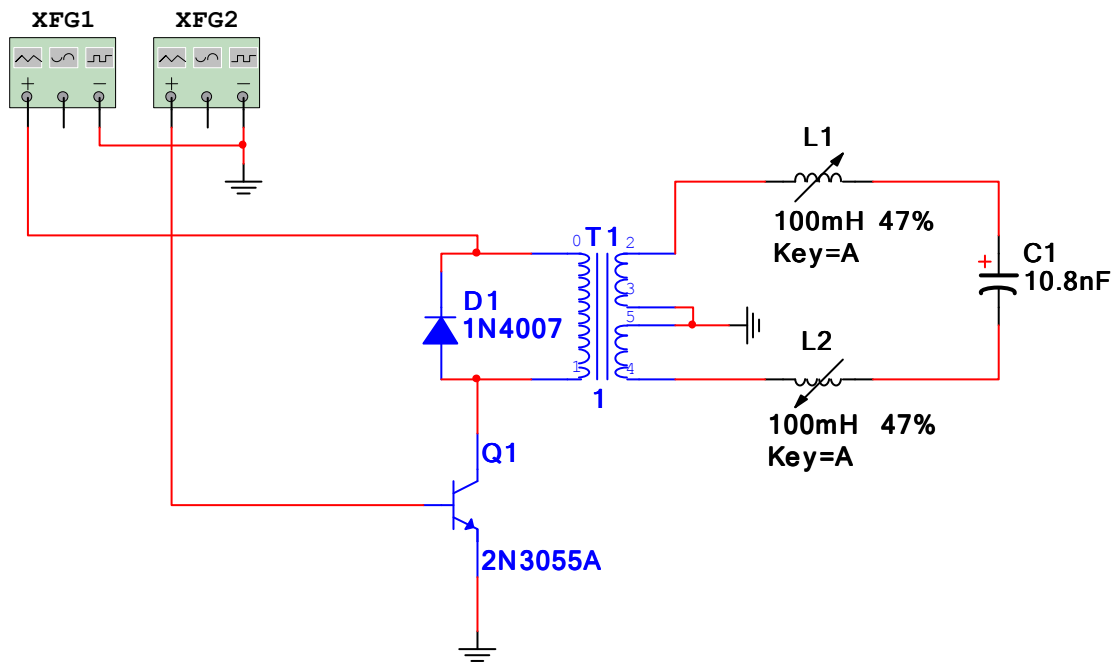 XFG1
XFG2
+
−
+
−
L1
100mH 47%
Key=A
0
T1
2
+
C1
10.8nF
D1
1N4007
3
5
L2
1
4
1
100mH 47%
Key=A
Q1
2N3055A